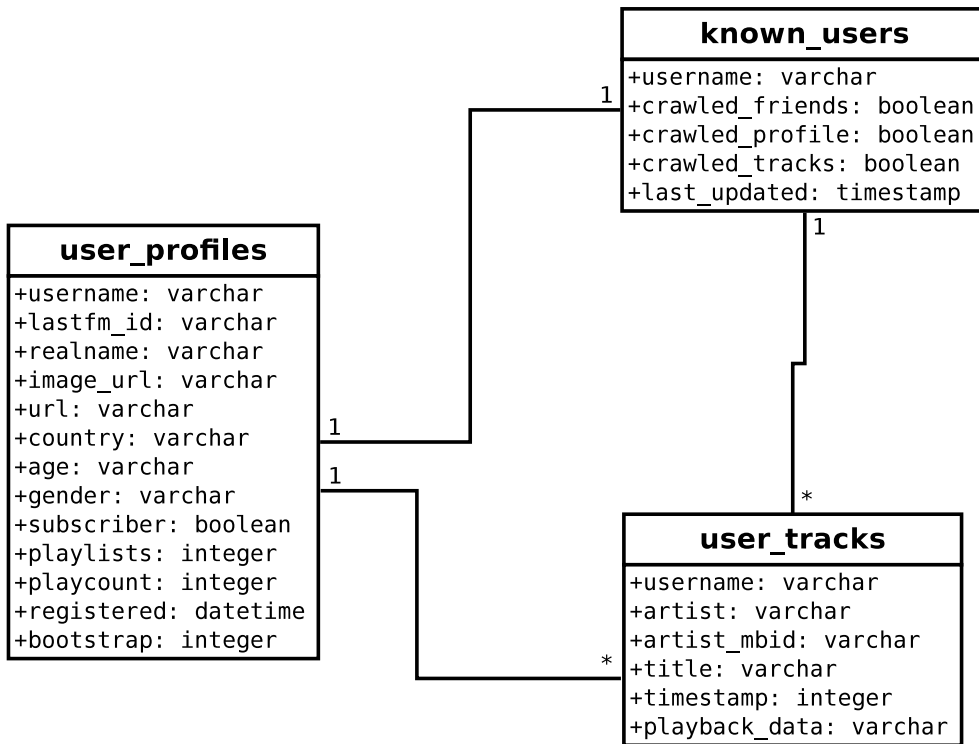 known_users
+username: varchar
+crawled_friends: boolean
+crawled_profile: boolean
+crawled_tracks: boolean
+last_updated: timestamp
1
1
user_profiles
+username: varchar
+lastfm_id: varchar
+realname: varchar
+image_url: varchar
+url: varchar
+country: varchar
+age: varchar
+gender: varchar
+subscriber: boolean
+playlists: integer
+playcount: integer
+registered: datetime
+bootstrap: integer
1
1
*
*
user_tracks
+username: varchar
+artist: varchar
+artist_mbid: varchar
+title: varchar
+timestamp: integer
+playback_data: varchar